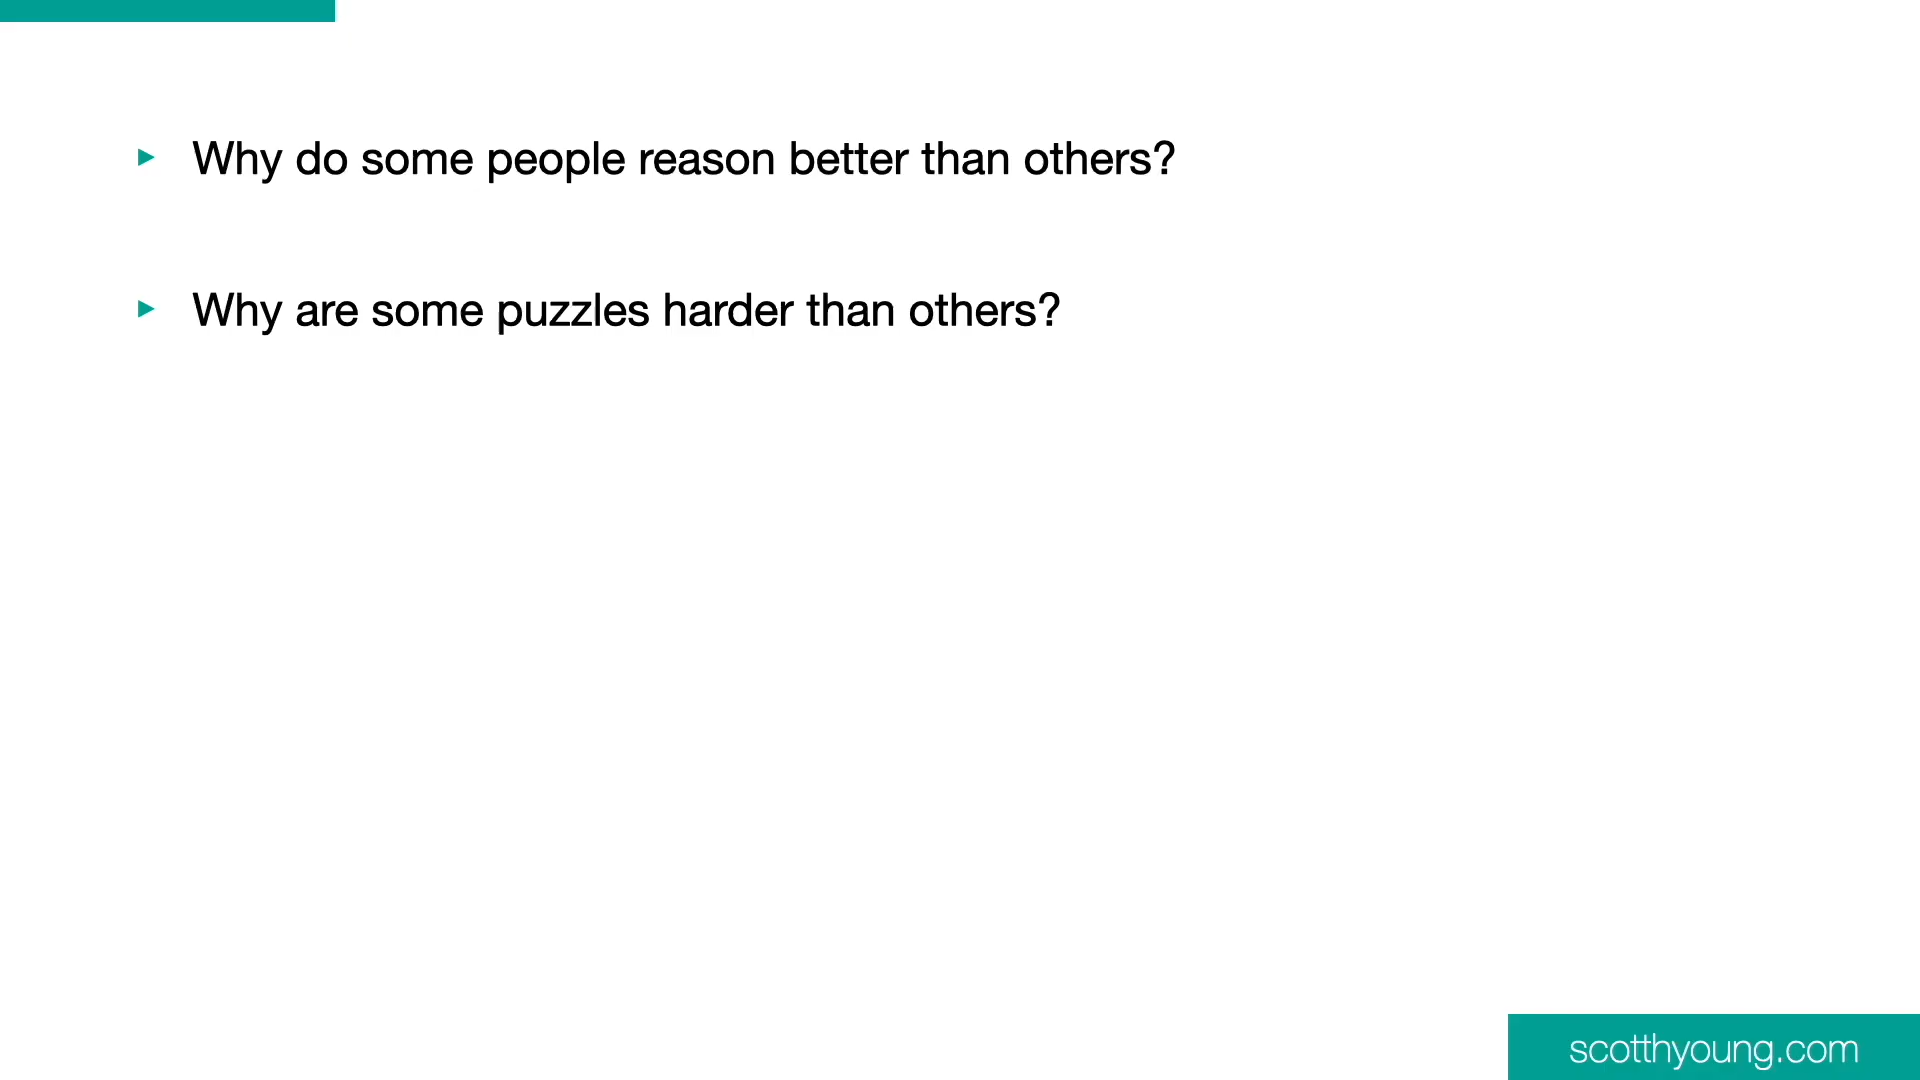 Why do some people reason better than others?
Why are some puzzles harder than others?
scotthyoung.com